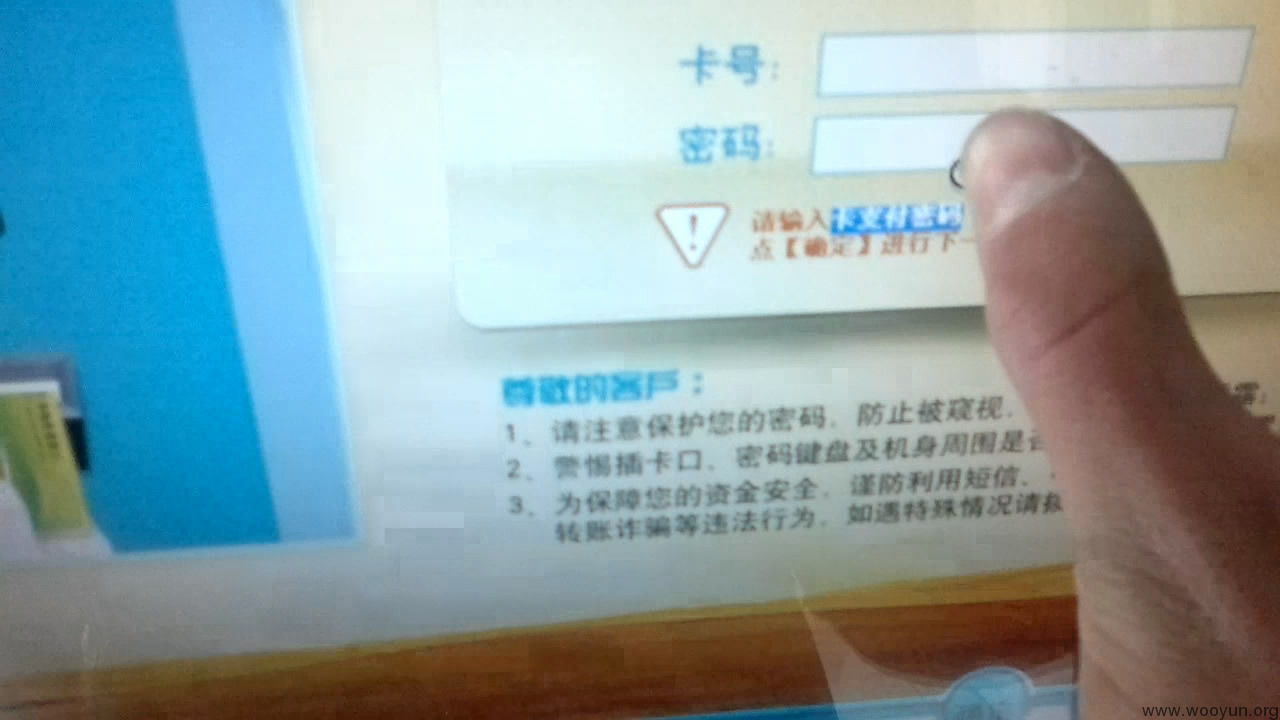 卡号:
密码:
!
请输入卡支付密码
点【确定】进行下一
尊敬的客户:
1、请注意保护您的密码,防止被窥视,
2、警惕插卡口、密码键盘及机身周围是否
3、为保障您的资金安全,谨防利用短信、
转账诈骗等违法行为,如遇特殊情况请拨
www.wooyun.org